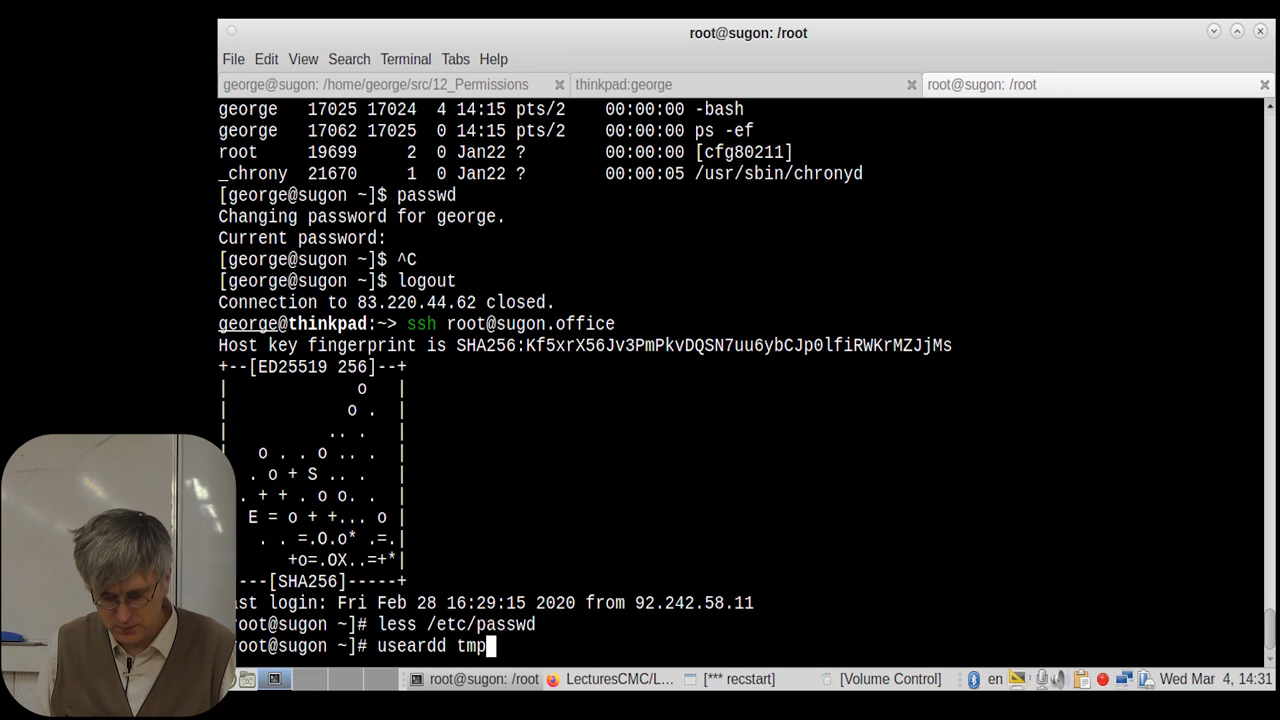 root@sugon: /root
File Edit View Search Terminal Tabs Help
george@sugon: /home/george/src/12_Permissions
thinkpad:george
root@sugon: /root
george 17025 17024 4 14:15 pts/2 00:00:00 -bash
george 17062 17025 0 14:15 pts/2 00:00:00 ps -ef
root 19699 2 0 Jan22 ? 00:00:00 [cfg80211]
_chrony 21670 1 0 Jan22 ? 00:00:05 /usr/sbin/chronyd
[george@sugon ~]$ passwd
Changing password for george.
Current password:
[george@sugon ~]$ ^C
[george@sugon ~]$ logout
Connection to 83.220.44.62 closed.
george@thinkpad:~> ssh root@sugon.office
Host key fingerprint is SHA256:Kf5xrX56Jv3PmPkvDQSN7uu6ybCJp0lfiRWKrMZJjMs
+--[ED25519 256]--+
| o |
| o . |
| .. . |
| o . . o .. . |
. o + S .. . |
. + + . o o. . |
E = o + +... o |
. . =.O.o* .=.|
+o=.OX..=+*|
----[SHA256]-----+
ast login: Fri Feb 28 16:29:15 2020 from 92.242.58.11
root@sugon ~]# less /etc/passwd
root@sugon ~]# useardd tmp
root@sugon: /root
LecturesCMC/L...
[*** recstart]
[Volume Control]
en
Wed Mar 4, 14:31